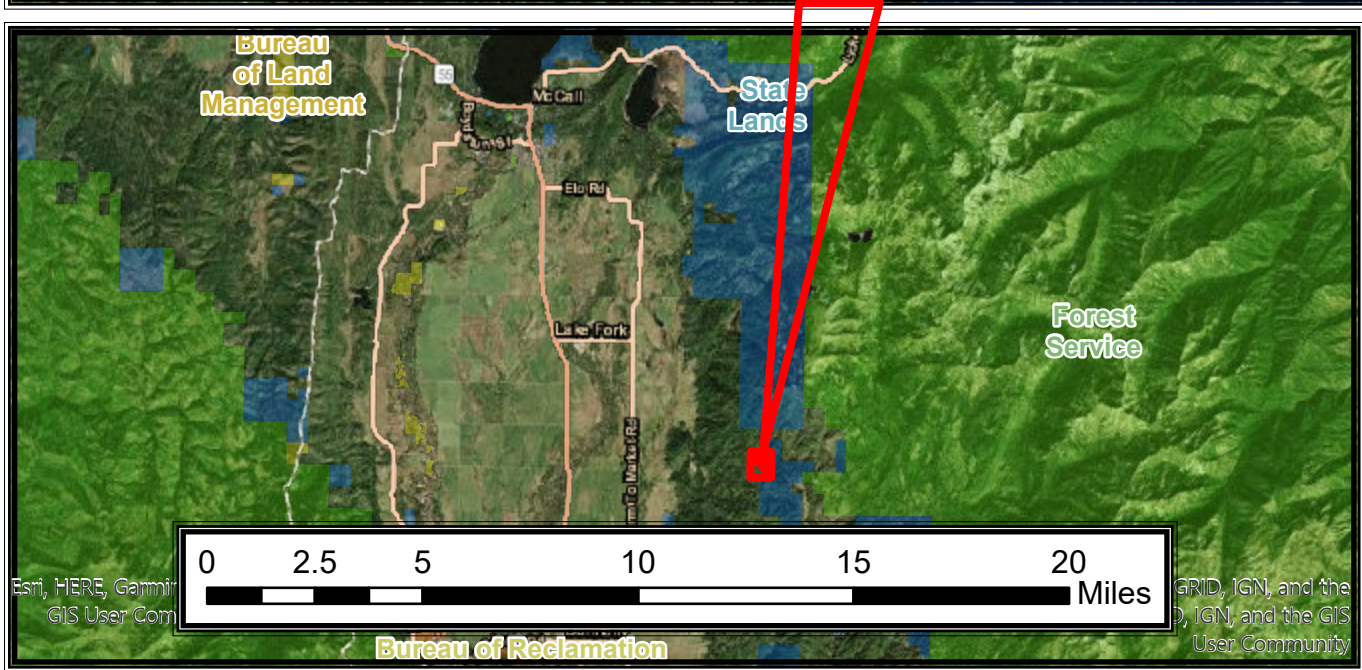 Bureau
of Land
Management
55
McCall
State
Lands
Elo Rd
Lake Fork
Forest
Service
0 2.5 5 10 15 20
Miles
Esri, HERE, Garmin
GIS User Com
GRID, IGN, and the
, IGN, and the GIS
User Community
Bureau of Reclamation